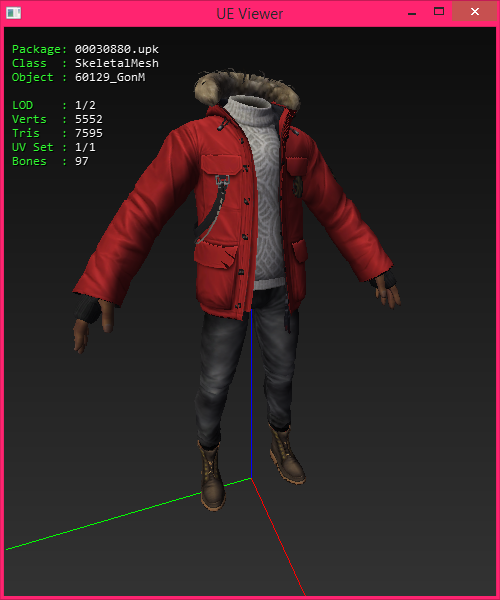 UE Viewer
Package: 00030880.upk
Class  : SkeletalMesh
Object : 60129_GonM
LOD    : 1/2
Verts  : 5552
Tris   : 7595
UV Set : 1/1
Bones  : 97